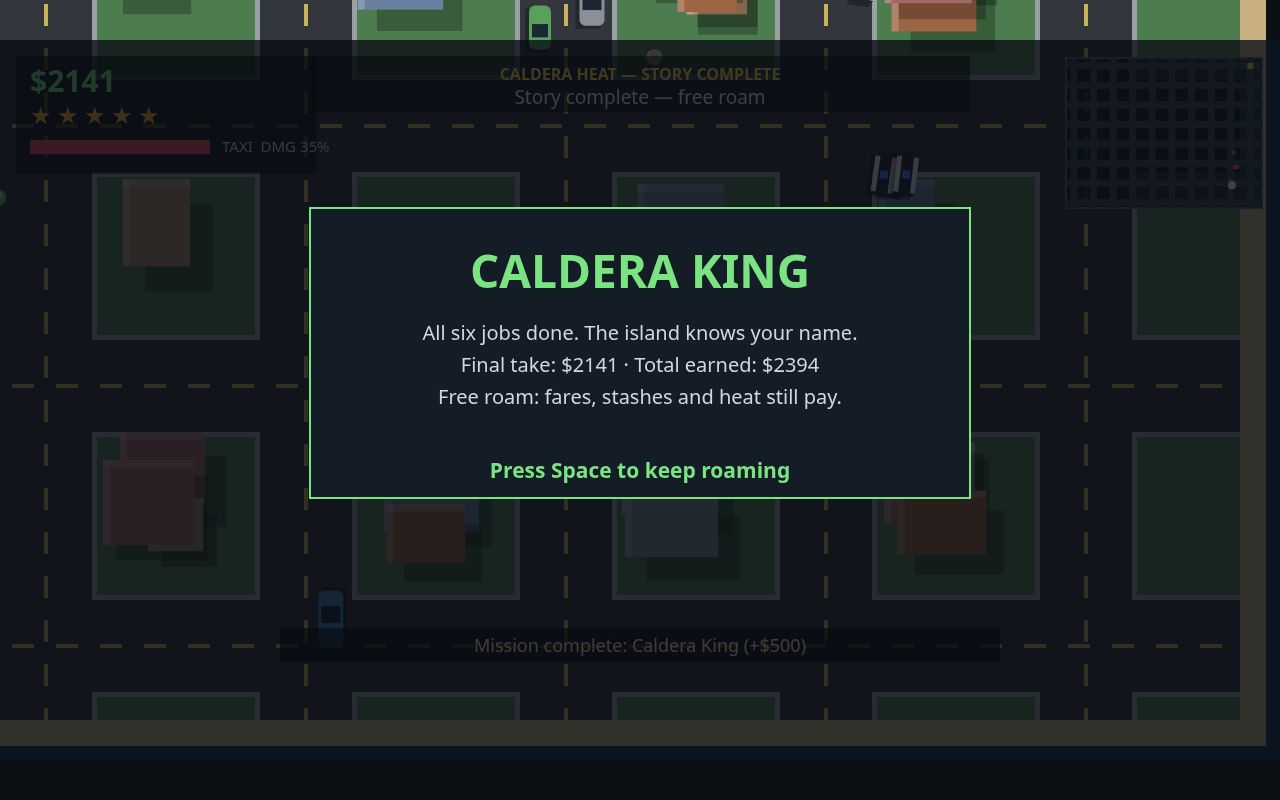 $2141
★ ★ ★ ★ ★
TAXI DMG 35%
CALDERA HEAT — STORY COMPLETE
Story complete — free roam
CALDERA KING
All six jobs done. The island knows your name.
Final take: $2141 · Total earned: $2394
Free roam: fares, stashes and heat still pay.
Press Space to keep roaming
Mission complete: Caldera King (+$500)